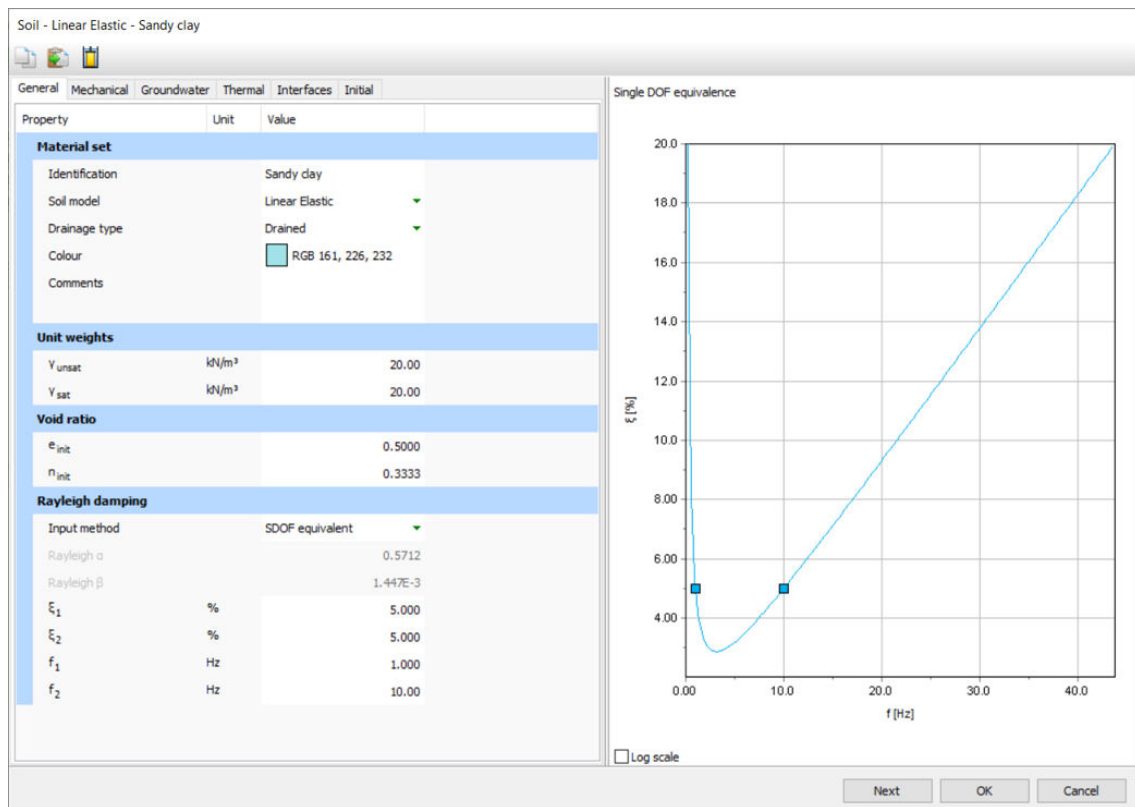 Soil - Linear Elastic - Sandy clay
General Mechanical Groundwater Thermal Interfaces Initial
Property Unit Value
Material set
Identification Sandy clay
Soil model Linear Elastic
Drainage type Drained
Colour RGB 161, 226, 232
Comments
Unit weights
γ unsat kN/m³ 20.00
γ sat kN/m³ 20.00
Void ratio
e init 0.5000
n init 0.3333
Rayleigh damping
Input method SDOF equivalent
Rayleigh α 0.5712
Rayleigh β 1.447E-3
ξ1 % 5.000
ξ2 % 5.000
f1 Hz 1.000
f2 Hz 10.00
Single DOF equivalence
20.0
18.0
16.0
14.0
12.0
10.0
8.00
6.00
4.00
ξ [%]
0.00 10.0 20.0 30.0 40.0
f [Hz]
Log scale
Next OK Cancel